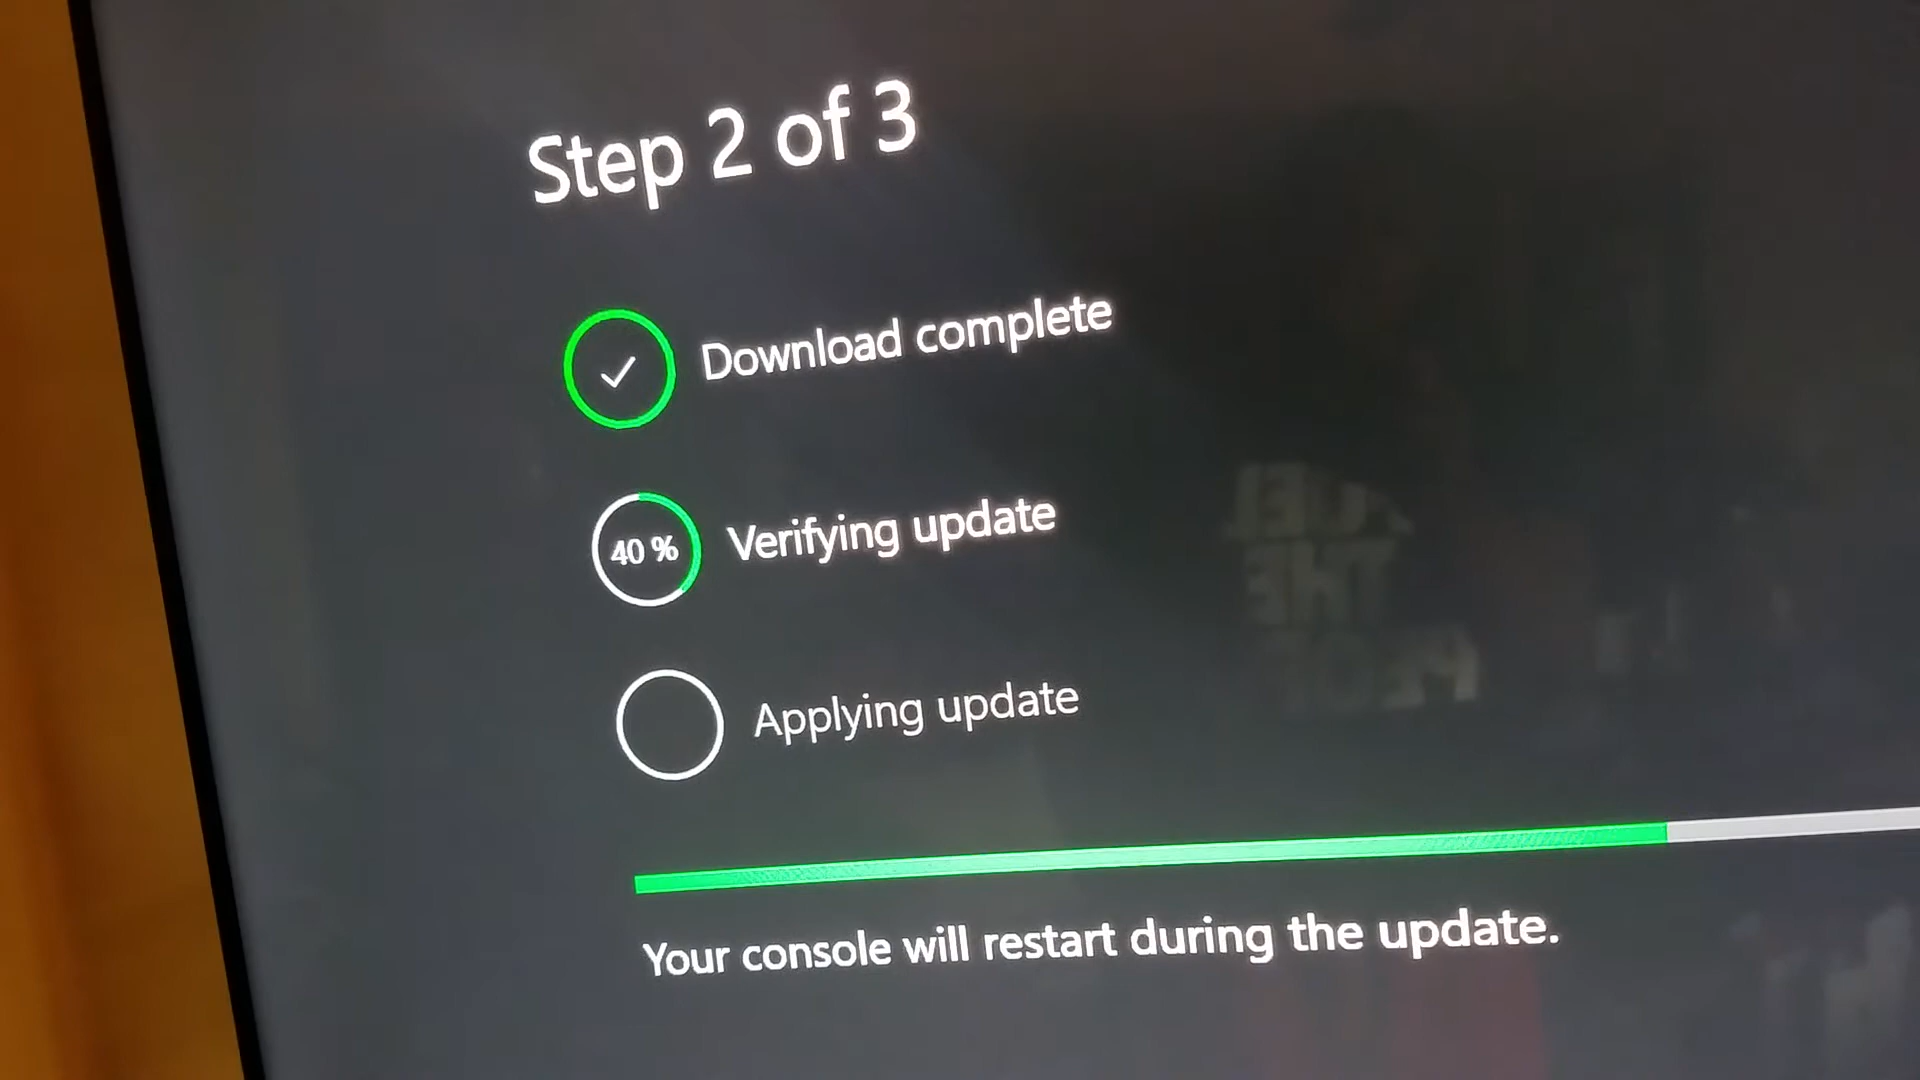 Step 2 of 3
Download complete
40 %
Verifying update
Applying update
Your console will restart during the update.